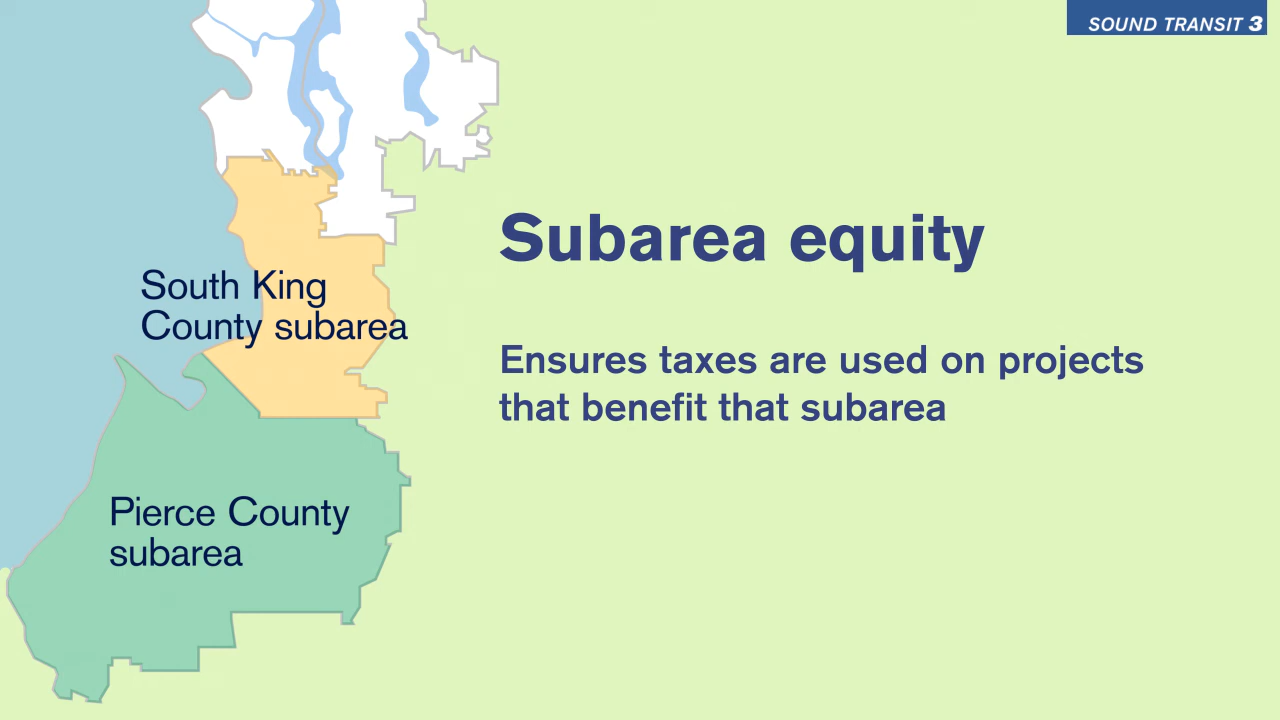 SOUND TRANSIT 3
Subarea equity
South King
County subarea
Ensures taxes are used on projects
that benefit that subarea
Pierce County
subarea